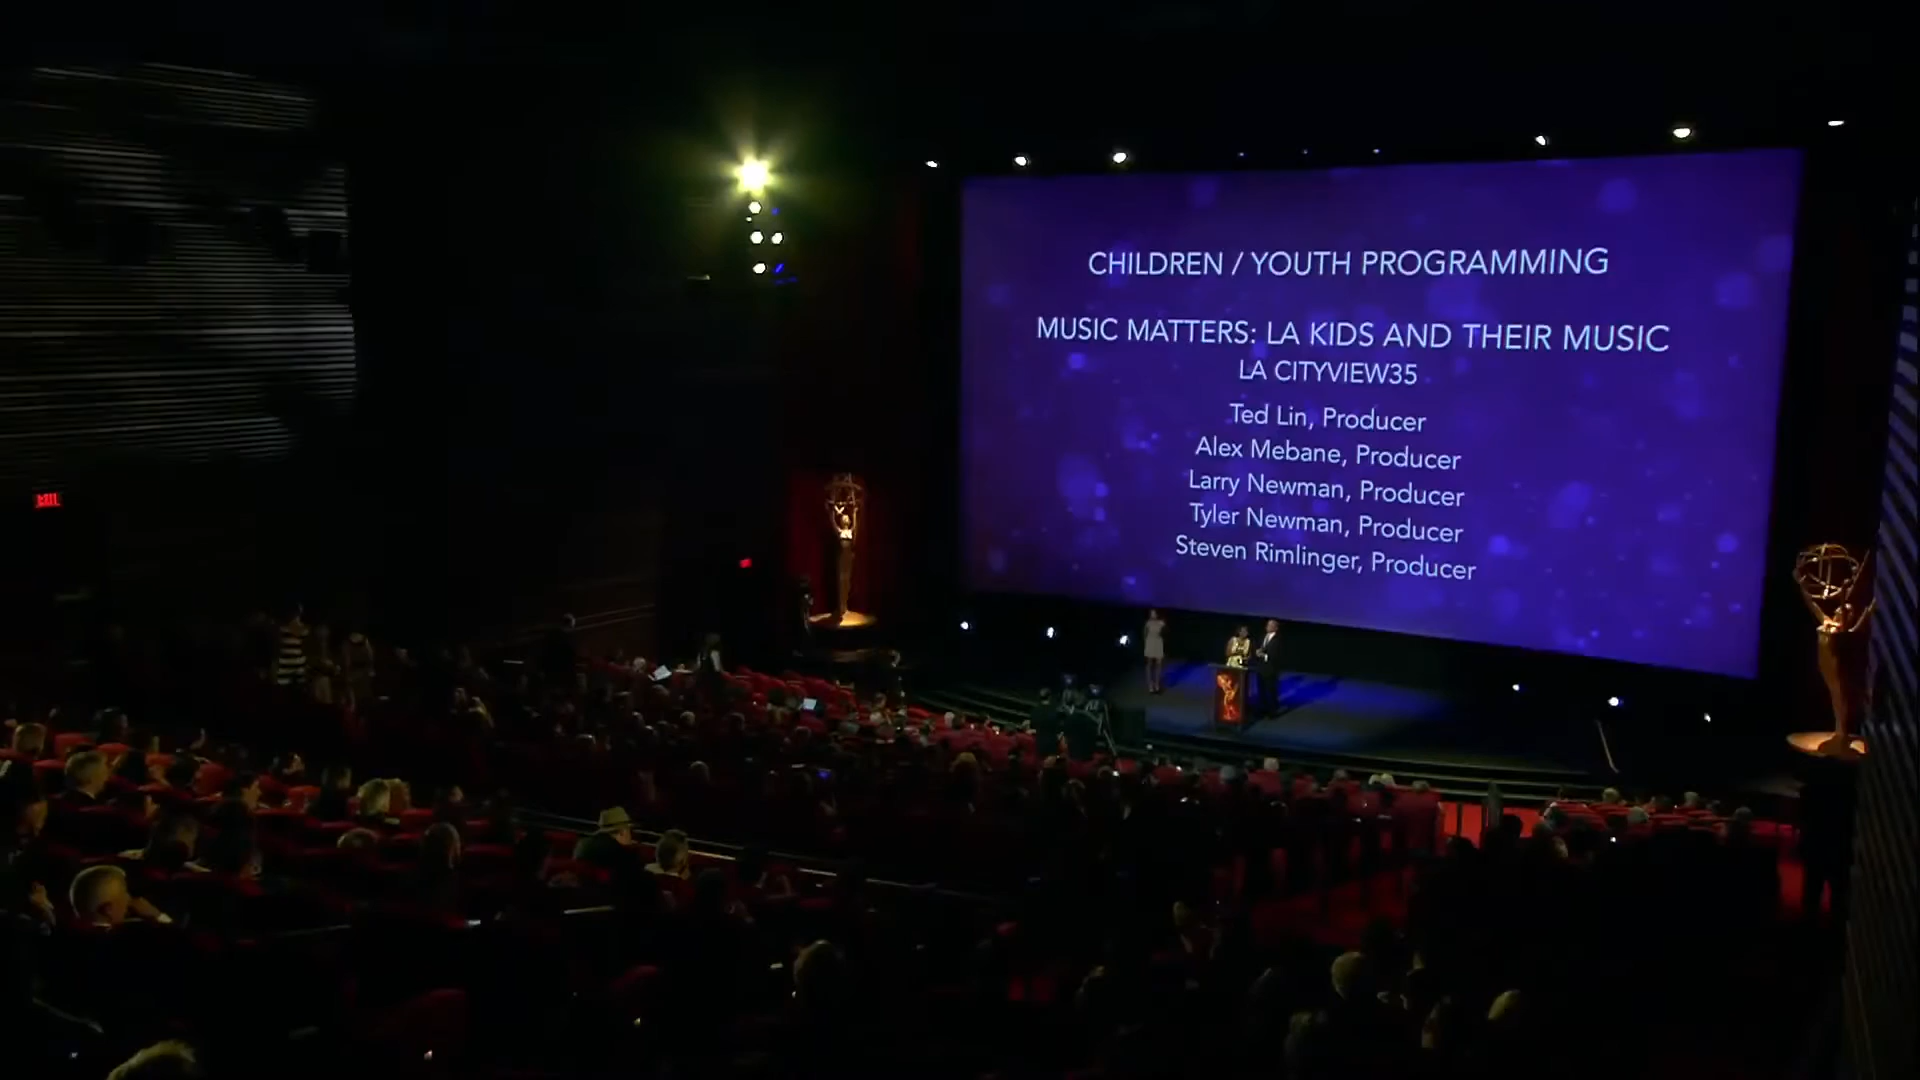 CHILDREN / YOUTH PROGRAMMING
MUSIC MATTERS: LA KIDS AND THEIR MUSIC
LA CITYVIEW35
Ted Lin, Producer
Alex Mebane, Producer
Larry Newman, Producer
Tyler Newman, Producer
Steven Rimlinger, Producer